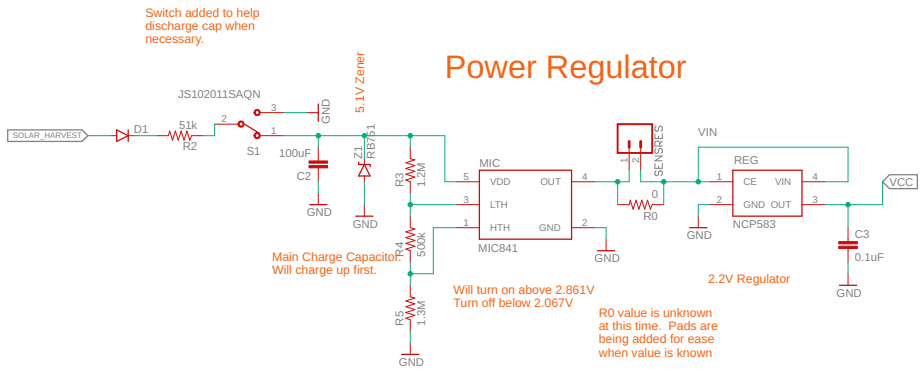 Switch added to help
discharge cap when
necessary.
Power Regulator
5.1V Zener
JS102011SAQN
SOLAR_HARVEST
D1
51k
R2
2
3
1
S1
GND
100uF
C2
GND
Z1
RB751
GND
R3
1.2M
R4
500k
R5
1.3M
GND
Main Charge Capacitor.
Will charge up first.
MIC
5
VDD
OUT
4
3
LTH
1
HTH
GND
2
MIC841
GND
Will turn on above 2.861V
Turn off below 2.067V
1
2
SENSRES
0
R0
R0 value is unknown
at this time. Pads are
being added for ease
when value is known
VIN
REG
1
CE
VIN
4
2
GND
OUT
3
NCP583
GND
VCC
C3
0.1uF
GND
2.2V Regulator